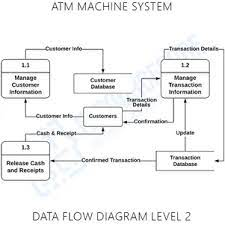 ATM MACHINE SYSTEM
Customer Info
Transaction Details
1.1
Manage
Customer
Information
Customer
Database
1.2
Manage
Transaction
Information
Transaction
Details
Customer Info
Customers
Confirmation
Cash & Receipt
Update
1.3
Release Cash
and Receipts
Confirmed Transaction
Transaction
Database
DATA FLOW DIAGRAM LEVEL 2